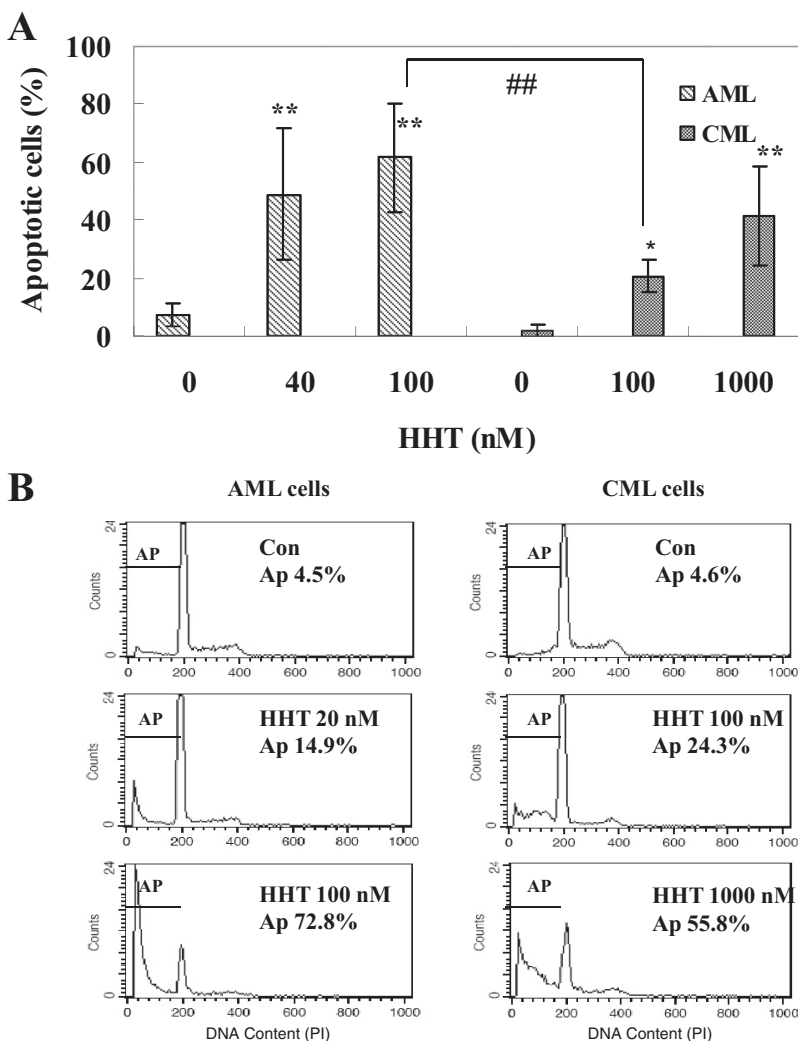 A
Apoptotic cells (%)
100
80
60
40
20
0
**
**
##
*
**
AML
CML
0 40 100 0 100 1000
HHT (nM)
B
AML cells CML cells
24
Counts
0
AP
Con
Ap 4.5%
0 200 400 600 800 1000
24
Counts
0
AP
Con
Ap 4.6%
0 200 400 600 800 1000
24
Counts
0
AP
HHT 20 nM
Ap 14.9%
0 200 400 600 800 1000
24
Counts
0
AP
HHT 100 nM
Ap 24.3%
0 200 400 600 800 1000
24
Counts
0
AP
HHT 100 nM
Ap 72.8%
0 200 400 600 800 1000
DNA Content (PI)
24
Counts
0
AP
HHT 1000 nM
Ap 55.8%
0 200 400 600 800 1000
DNA Content (PI)